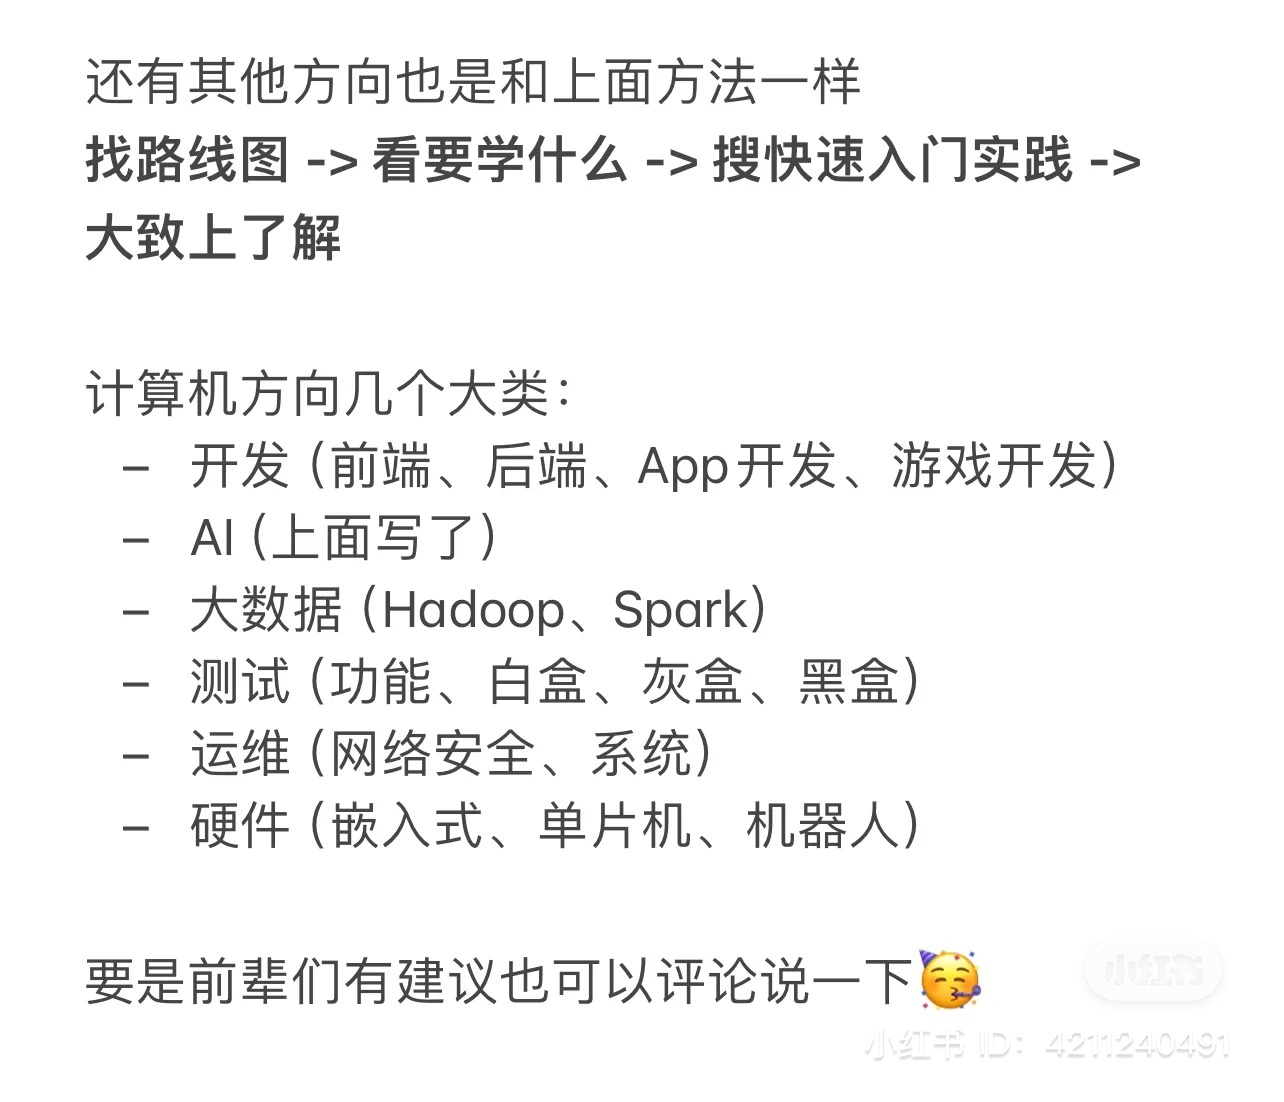 还有其他方向也是和上面方法一样
找路线图 -> 看要学什么 -> 搜快速入门实践 ->
大致上了解
计算机方向几个大类：
– 开发（前端、后端、App开发、游戏开发）
– AI（上面写了）
– 大数据（Hadoop、Spark）
– 测试（功能、白盒、灰盒、黑盒）
– 运维（网络安全、系统）
– 硬件（嵌入式、单片机、机器人）
要是前辈们有建议也可以评论说一下🥳
小红书
小红书 ID：4211240491